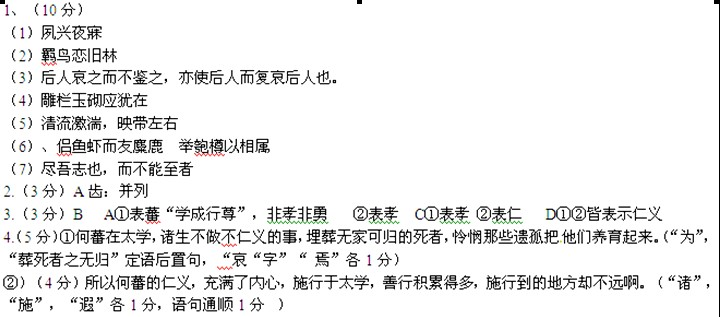 1、（10分）
（1）夙兴夜寐
（2）羁鸟恋旧林
（3）后人哀之而不鉴之，亦使后人而复哀后人也。
（4）雕栏玉砌应犹在
（5）清流激湍，映带左右
（6）、侣鱼虾而友麋鹿　举匏樽以相属
（7）尽吾志也，而不能至者
2.（3分）A 齿：并列
3.（3分）B　A①表蕃“学成行尊”，非孝非勇　②表孝　C①表孝 ②表仁　D①②皆表示仁义
4.(5分)①何蕃在太学,诸生不做不仁义的事,埋葬无家可归的死者,怜悯那些遗孤把他们养育起来。(“为”，
“葬死者之无归”定语后置句，“哀“字”“焉”各1分）
②）（4分）所以何蕃的仁义，充满了内心，施行于太学，善行积累得多，施行到的地方却不远啊。（“诸”，
“施”，“遐”各1分，语句通顺1分 ）